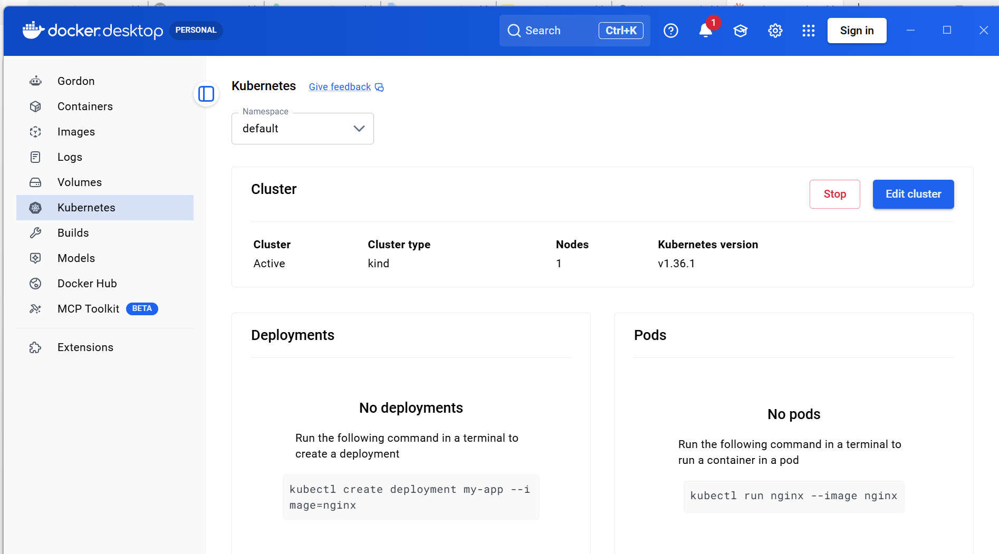 docker desktop PERSONAL
Search Ctrl+K
1
Sign in
Gordon
Containers
Images
Logs
Volumes
Kubernetes
Builds
Models
Docker Hub
MCP Toolkit BETA
Extensions
Kubernetes Give feedback
Namespace
default
Cluster
Stop Edit cluster
Cluster Cluster type Nodes Kubernetes version
Active kind 1 v1.36.1
Deployments
No deployments
Run the following command in a terminal to
create a deployment
kubectl create deployment my-app --i
mage=nginx
Pods
No pods
Run the following command in a terminal to
run a container in a pod
kubectl run nginx --image nginx